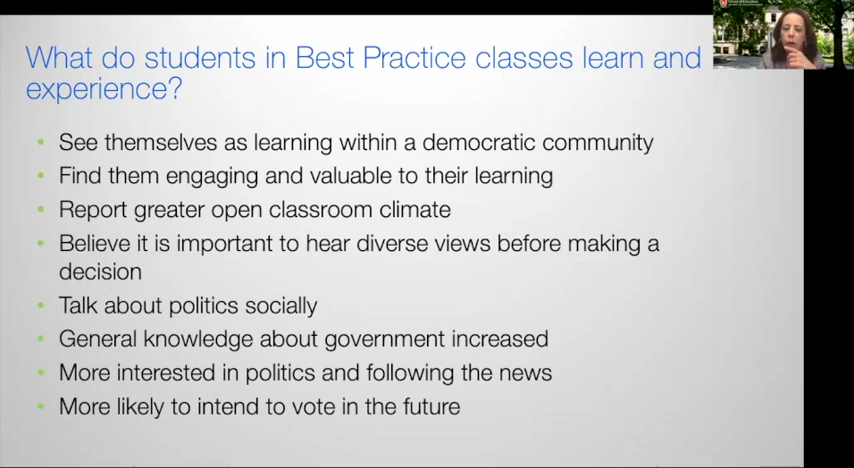 What do students in Best Practice classes learn and
experience?
• See themselves as learning within a democratic community
• Find them engaging and valuable to their learning
• Report greater open classroom climate
• Believe it is important to hear diverse views before making a
decision
• Talk about politics socially
• General knowledge about government increased
• More interested in politics and following the news
• More likely to intend to vote in the future